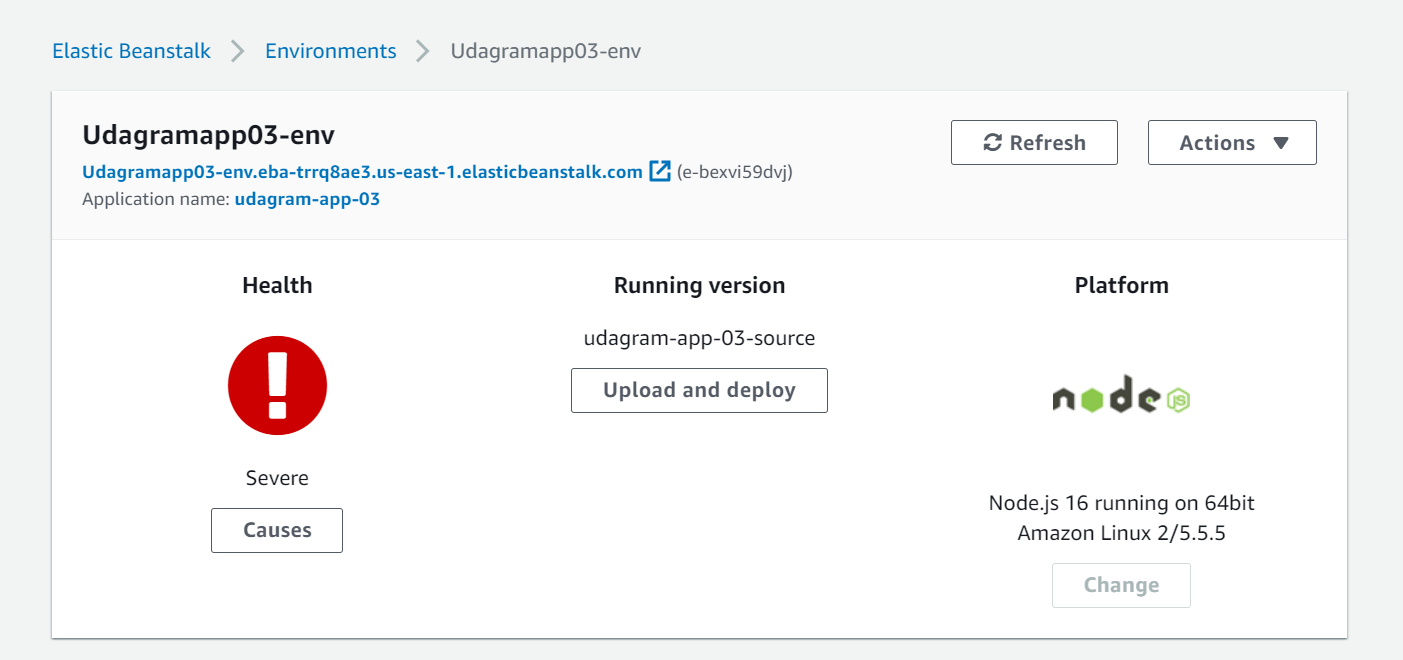 Elastic Beanstalk > Environments > Udagramapp03-env
Udagramapp03-env
Udagramapp03-env.eba-trrq8ae3.us-east-1.elasticbeanstalk.com (e-bexvi59dvj)
Application name: udagram-app-03
Refresh
Actions
Health
Severe
Causes
Running version
udagram-app-03-source
Upload and deploy
Platform
node JS
Node.js 16 running on 64bit
Amazon Linux 2/5.5.5
Change